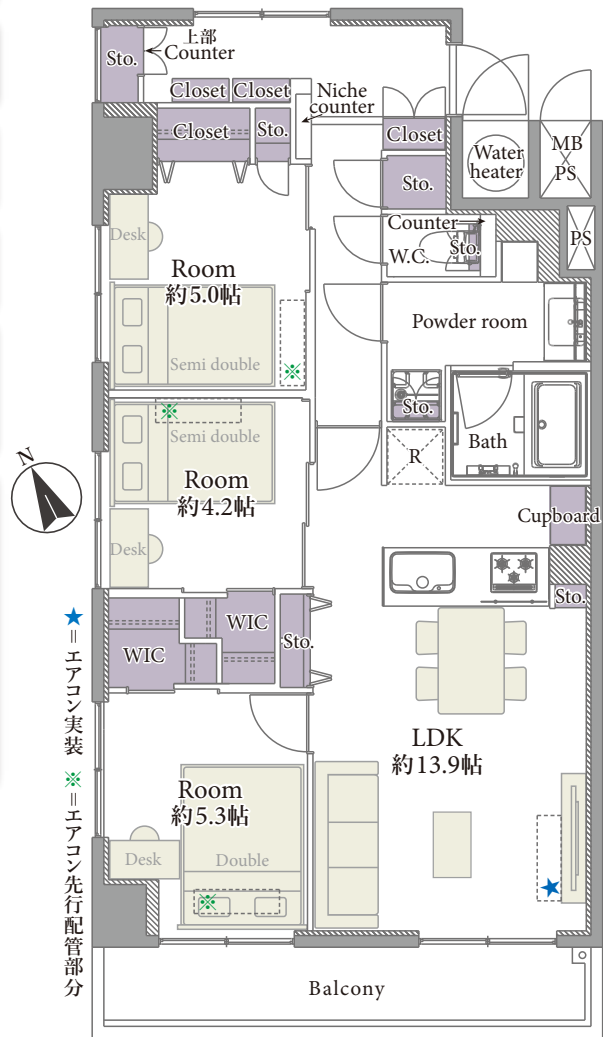 上部
Counter
Sto.
Closet
Closet
Niche
counter
Closet
Sto.
Closet
Water
heater
MB
PS
Sto.
Counter
PS
Desk
W.C.
Sto.
Room
約5.0帖
Powder room
Semi double
※
Sto.
※
Semi double
Bath
R
N
Room
約4.2帖
Cupboard
Desk
Sto.
WIC
WIC
Sto.
LDK
約13.9帖
Room
約5.3帖
Desk
Double
※
★
Balcony
★=エアコン実装 ※=エアコン先行配管部分